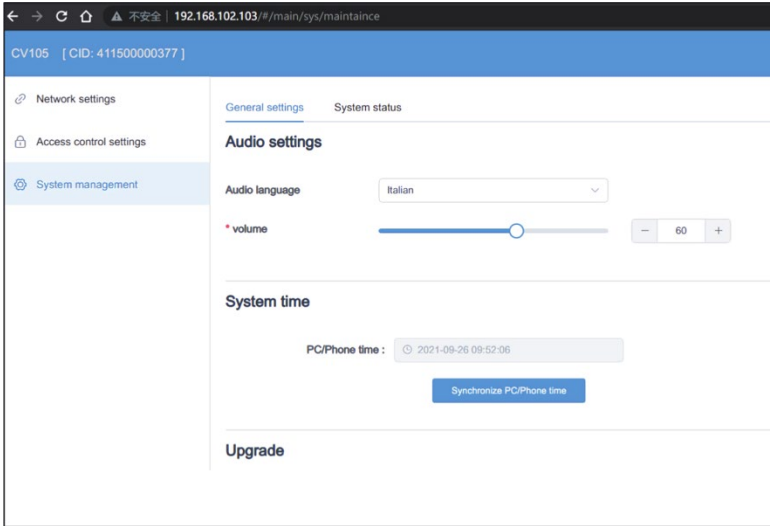 不安全 | 192.168.102.103/#/main/sys/maintaince
CV105 [ CID: 411500000377 ]
Network settings
Access control settings
System management
General settings System status
Audio settings
Audio language Italian
* volume − 60 +
System time
PC/Phone time : 2021-09-26 09:52:06
Synchronize PC/Phone time
Upgrade